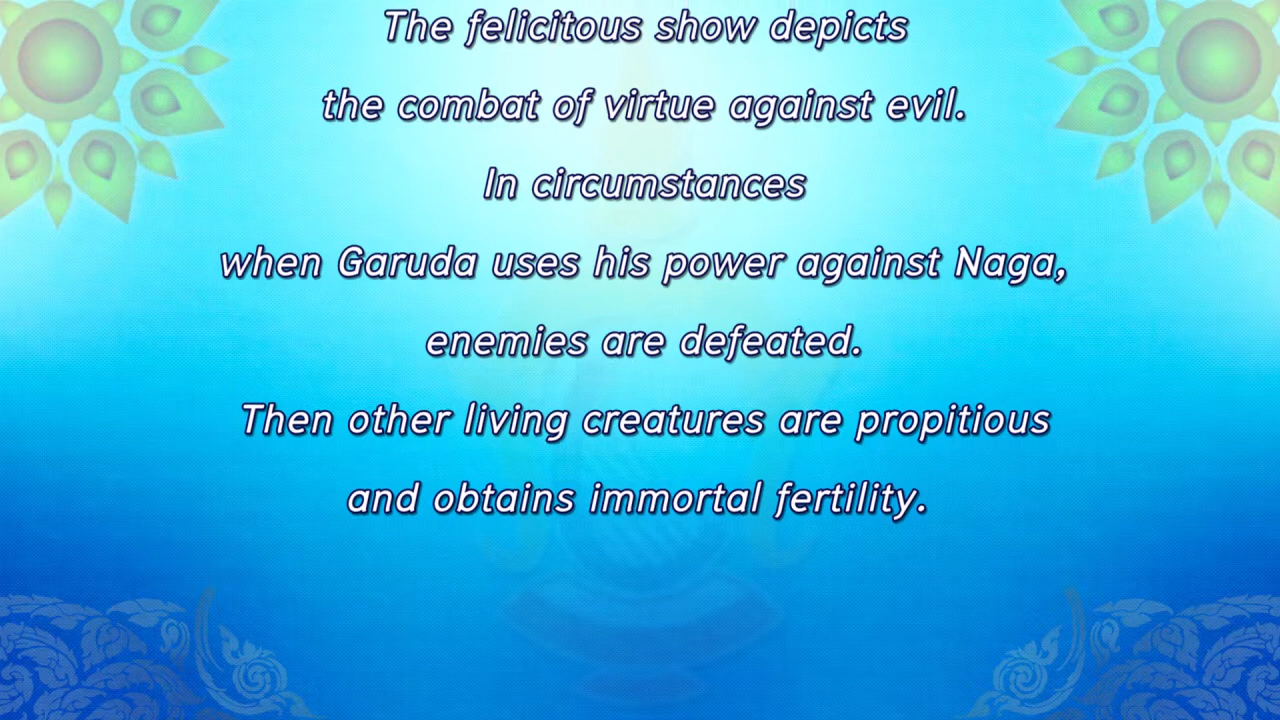 The felicitous show depicts
the combat of virtue against evil.
In circumstances
when Garuda uses his power against Naga,
enemies are defeated.
Then other living creatures are propitious
and obtains immortal fertility.